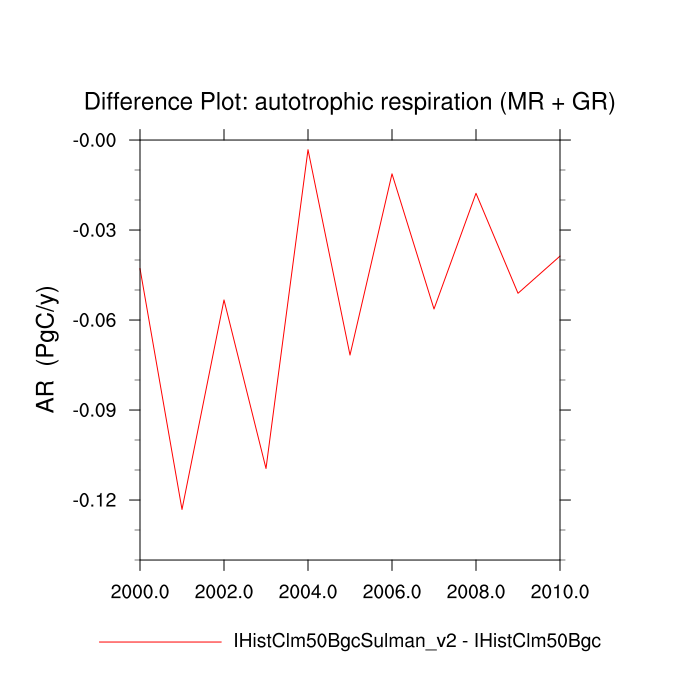 Difference Plot: autotrophic respiration (MR + GR)
-0.00
-0.03
-0.06
-0.09
-0.12
AR (PgC/y)
2000.0 2002.0 2004.0 2006.0 2008.0 2010.0
IHistClm50BgcSulman_v2 - IHistClm50Bgc